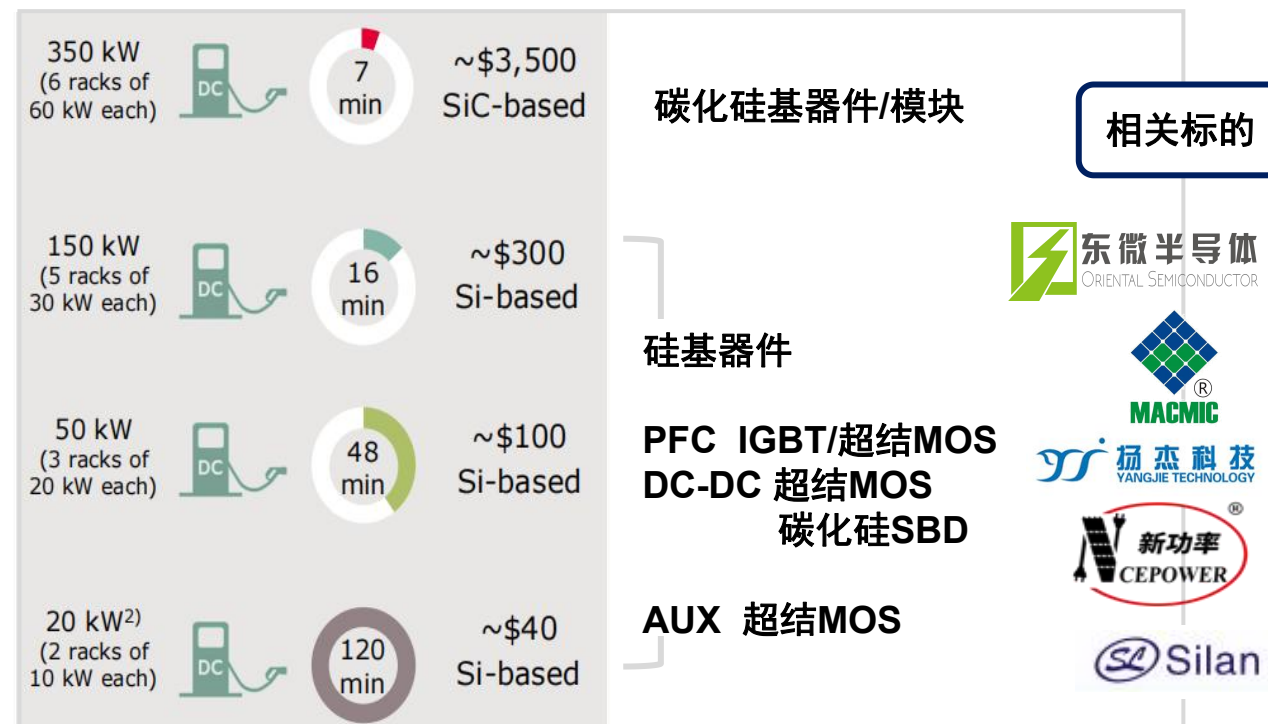 350 kW
(6 racks of
60 kW each)
DC
7
min
~$3,500
SiC-based
碳化硅基器件/模块
相关标的
150 kW
(5 racks of
30 kW each)
DC
16
min
~$300
Si-based
东微半导体
ORIENTAL SEMICONDUCTOR
硅基器件
®
MACMIC
50 kW
(3 racks of
20 kW each)
DC
48
min
~$100
Si-based
PFC IGBT/超结MOS
DC-DC 超结MOS
碳化硅SBD
扬杰科技
YANGJIE TECHNOLOGY
®
新功率
NCEPOWER
20 kW2)
(2 racks of
10 kW each)
DC
120
min
~$40
Si-based
AUX 超结MOS
SL Silan